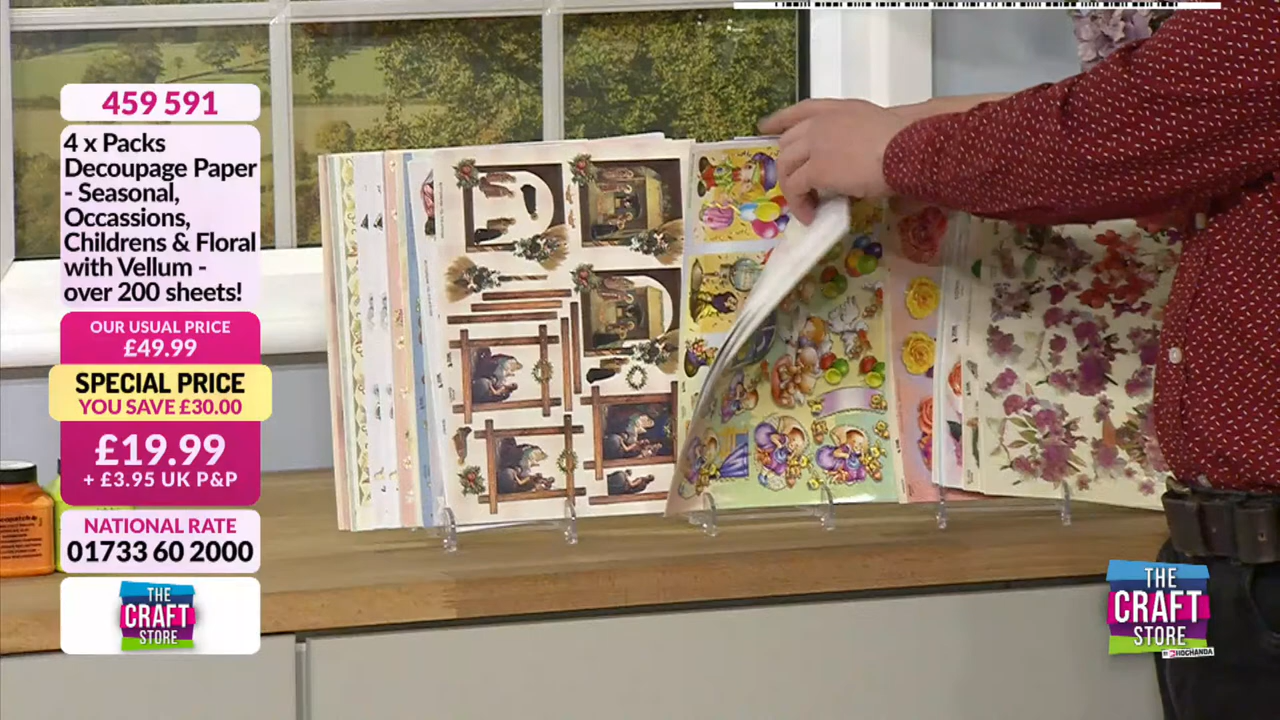 459 591
4 x Packs
Decoupage Paper
- Seasonal,
Occassions,
Childrens & Floral
with Vellum -
over 200 sheets!
OUR USUAL PRICE
£49.99
SPECIAL PRICE
YOU SAVE £30.00
£19.99
+ £3.95 UK P&P
NATIONAL RATE
01733 60 2000
THE
CRAFT
STORE
THE
CRAFT
STORE
HOCHANDA